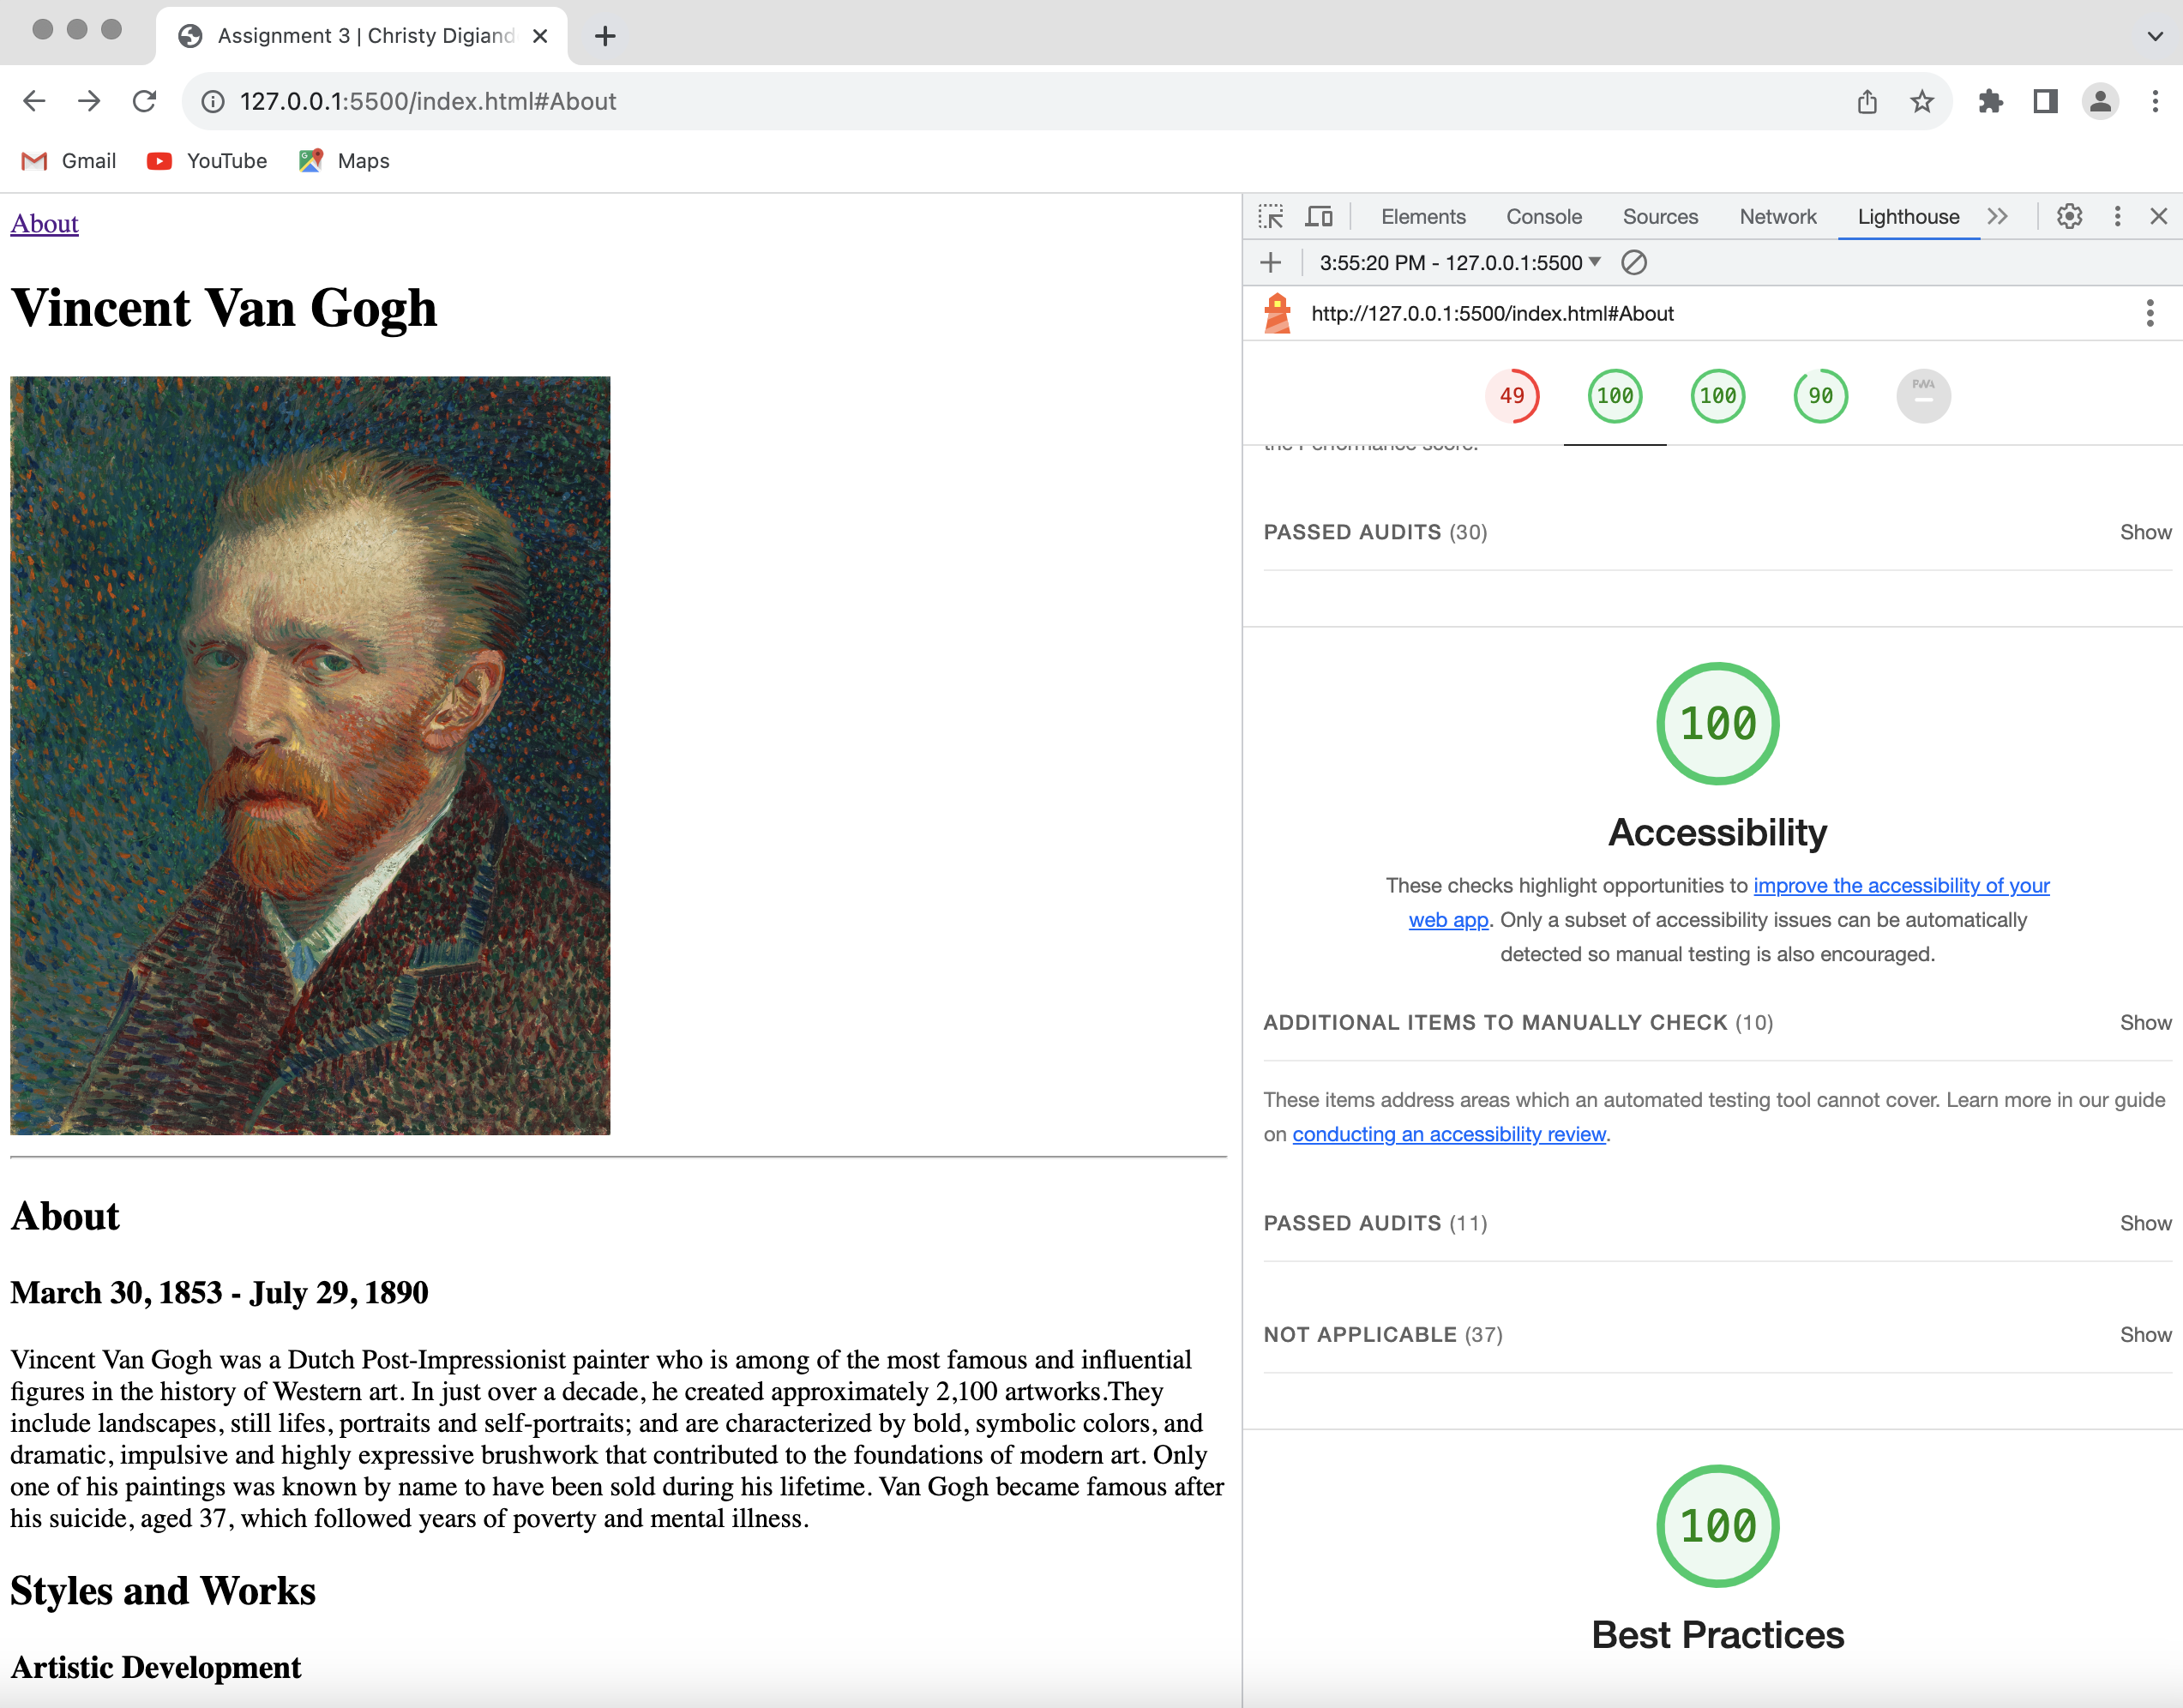 Assignment 3 | Christy Digiand
127.0.0.1:5500/index.html#About
Gmail
YouTube
Maps
About
Vincent Van Gogh
About
March 30, 1853 - July 29, 1890
Vincent Van Gogh was a Dutch Post-Impressionist painter who is among of the most famous and influential
figures in the history of Western art. In just over a decade, he created approximately 2,100 artworks.They
include landscapes, still lifes, portraits and self-portraits; and are characterized by bold, symbolic colors, and
dramatic, impulsive and highly expressive brushwork that contributed to the foundations of modern art. Only
one of his paintings was known by name to have been sold during his lifetime. Van Gogh became famous after
his suicide, aged 37, which followed years of poverty and mental illness.
Styles and Works
Artistic Development
Elements Console Sources Network Lighthouse
3:55:20 PM - 127.0.0.1:5500
http://127.0.0.1:5500/index.html#About
49 100 100 90 PWA
the Performance score.
PASSED AUDITS (30) Show
100
Accessibility
These checks highlight opportunities to improve the accessibility of your
web app. Only a subset of accessibility issues can be automatically
detected so manual testing is also encouraged.
ADDITIONAL ITEMS TO MANUALLY CHECK (10) Show
These items address areas which an automated testing tool cannot cover. Learn more in our guide
on conducting an accessibility review.
PASSED AUDITS (11) Show
NOT APPLICABLE (37) Show
100
Best Practices